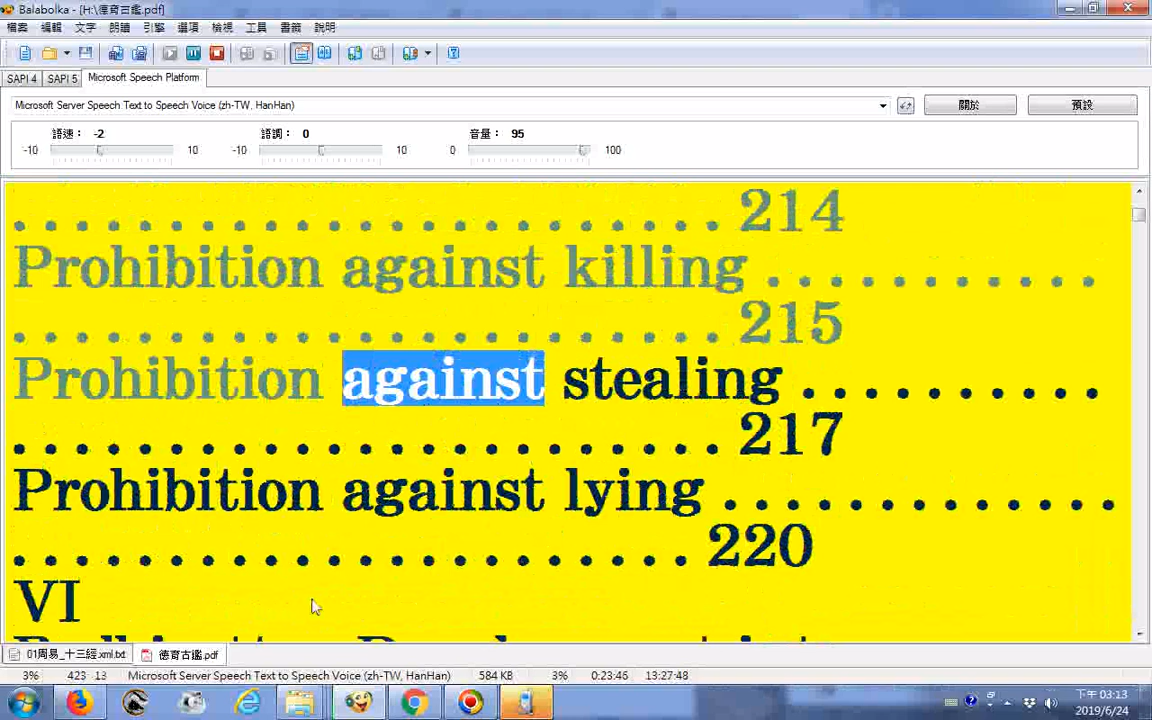 Balabolka - [H:\德育古鑑.pdf]
檔案 編輯 文字 朗讀 引擎 選項 檢視 工具 書籤 說明
SAPI 4 SAPI 5 Microsoft Speech Platform
Microsoft Server Speech Text to Speech Voice (zh-TW, HanHan) 關於 預設
語速： -2 語調： 0 音量： 95
-10 10 -10 10 0 100
. . . . . . . . . . . . . . . . . . . . . . . 214
Prohibition against killing . . . . . . . . . . .
. . . . . . . . . . . . . . . . . . . . . . . 215
Prohibition against stealing . . . . . . . . . .
. . . . . . . . . . . . . . . . . . . . . . . 217
Prohibition against lying . . . . . . . . . . . . .
. . . . . . . . . . . . . . . . . . . . . . 220
VI
01周易_十三經.xml.txt 德育古鑑.pdf
3% 423 13 Microsoft Server Speech Text to Speech Voice (zh-TW, HanHan) 584 KB 3% 0:23:46 13:27:48
下午 03:13
2019/6/24